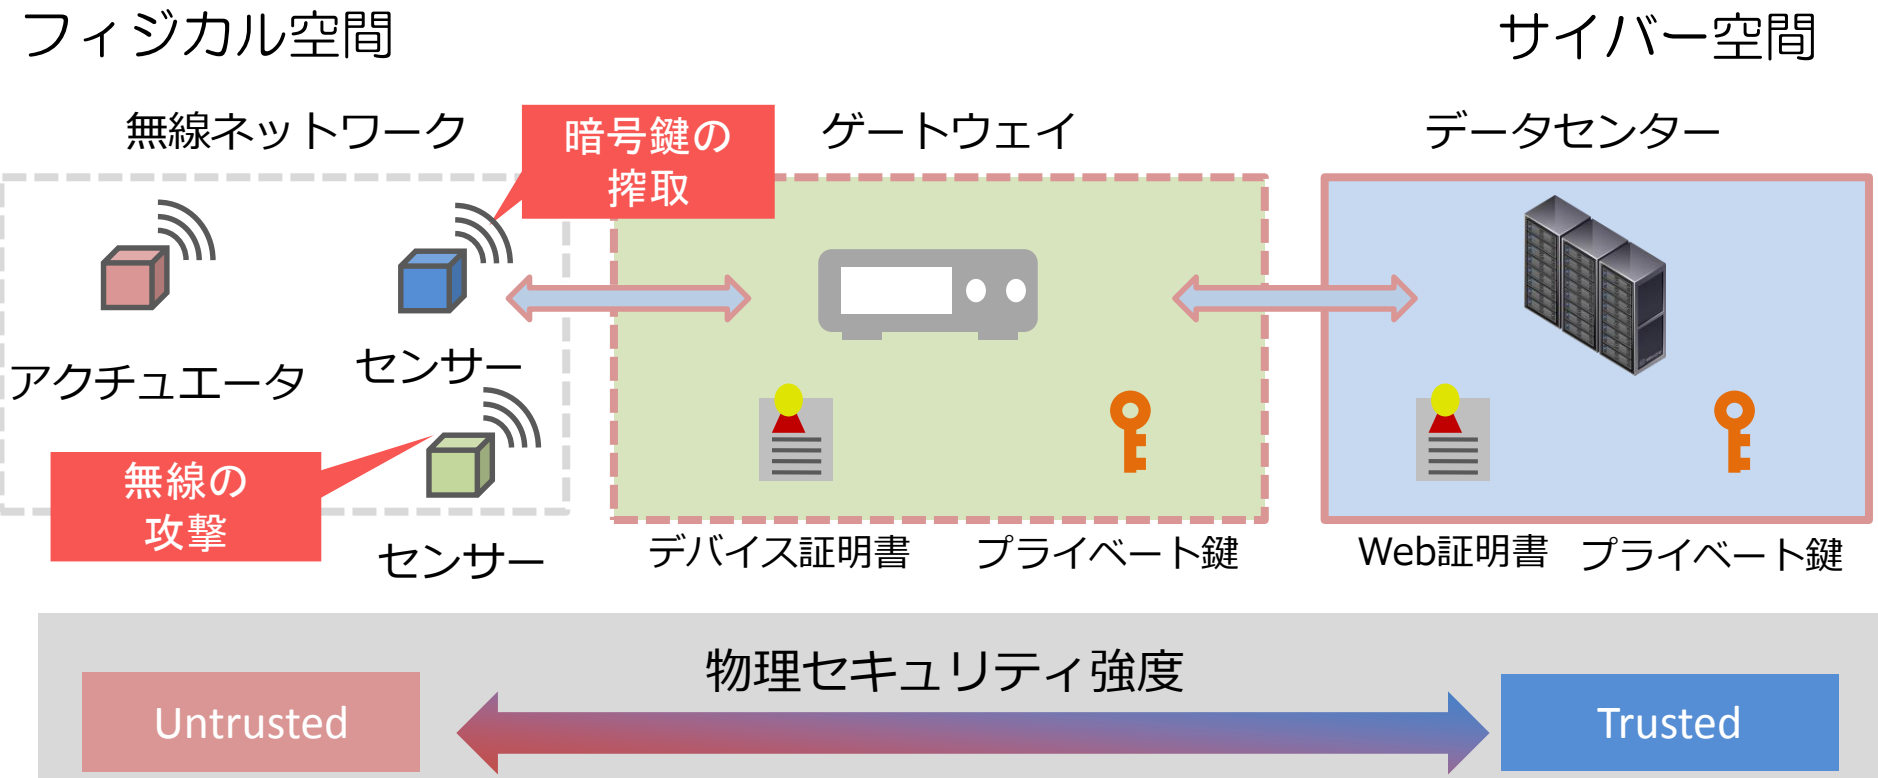 フィジカル空間
サイバー空間
無線ネットワーク
暗号鍵の
搾取
ゲートウェイ
データセンター
アクチュエータ
センサー
無線の
攻撃
センサー
デバイス証明書
プライベート鍵
Web証明書
プライベート鍵
物理セキュリティ強度
Untrusted
Trusted